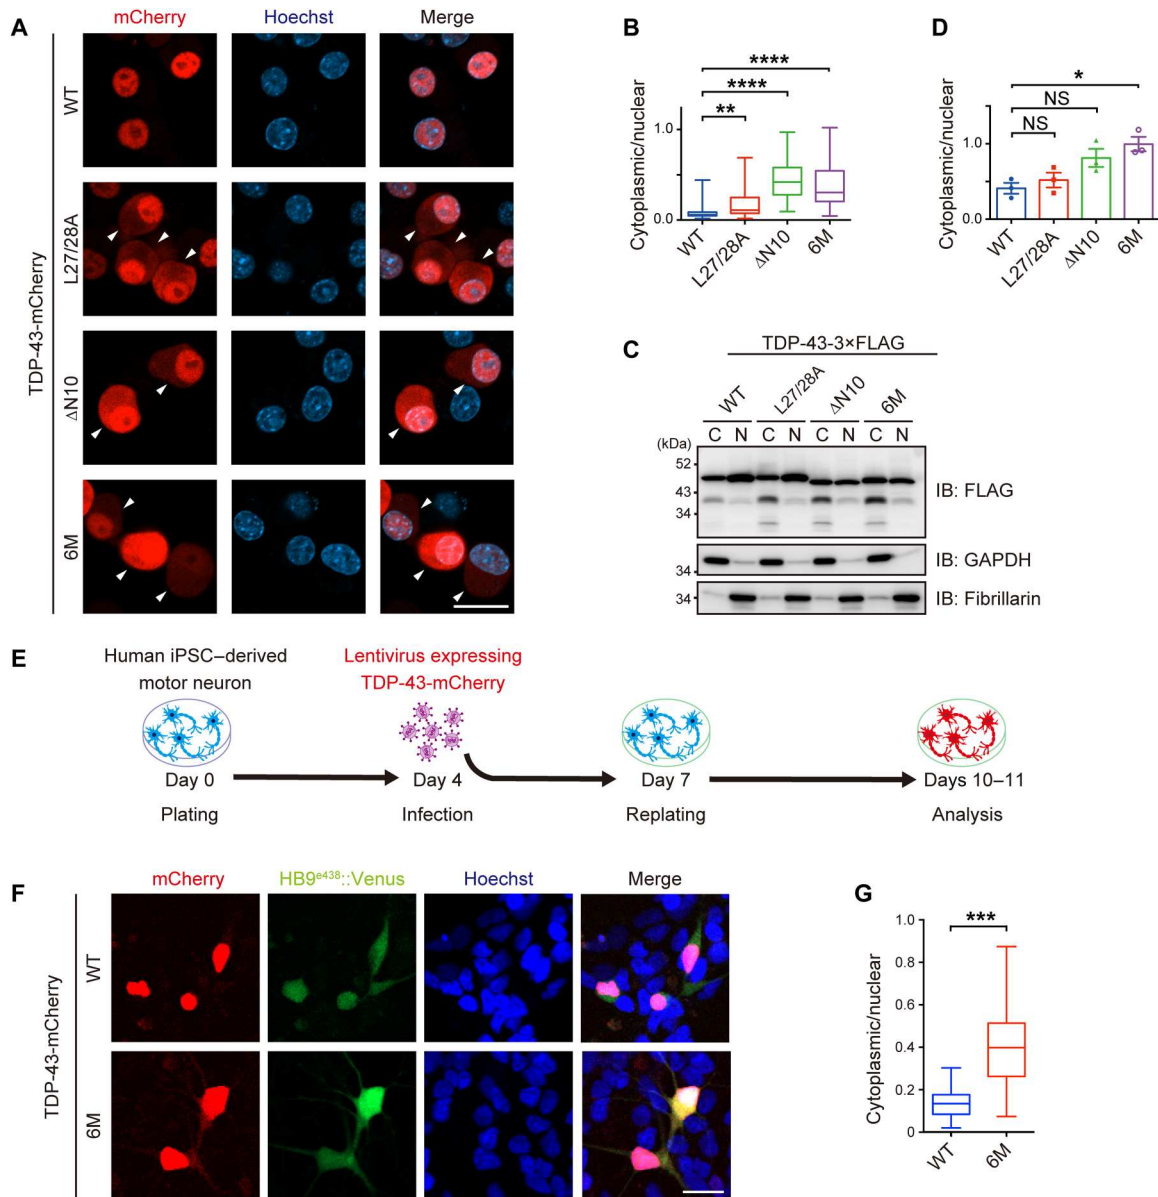 A
mCherry
Hoechst
Merge
TDP-43-mCherry
WT
L27/28A
ΔN10
6M
B
Cytoplasmic/nuclear
1.0
0.0
**
****
****
WT
L27/28A
ΔN10
6M
D
Cytoplasmic/nuclear
1.0
0.0
NS
NS
*
WT
L27/28A
ΔN10
6M
C
TDP-43-3×FLAG
WT
L27/28A
ΔN10
6M
C N C N C N C N
(kDa)
52
43
34
IB: FLAG
34
IB: GAPDH
34
IB: Fibrillarin
E
Human iPSC–derived
motor neuron
Day 0
Plating
Lentivirus expressing
TDP-43-mCherry
Day 4
Infection
Day 7
Replating
Days 10–11
Analysis
F
mCherry
HB9e438::Venus
Hoechst
Merge
TDP-43-mCherry
WT
6M
G
Cytoplasmic/nuclear
1.0
0.8
0.6
0.4
0.2
0
***
WT
6M